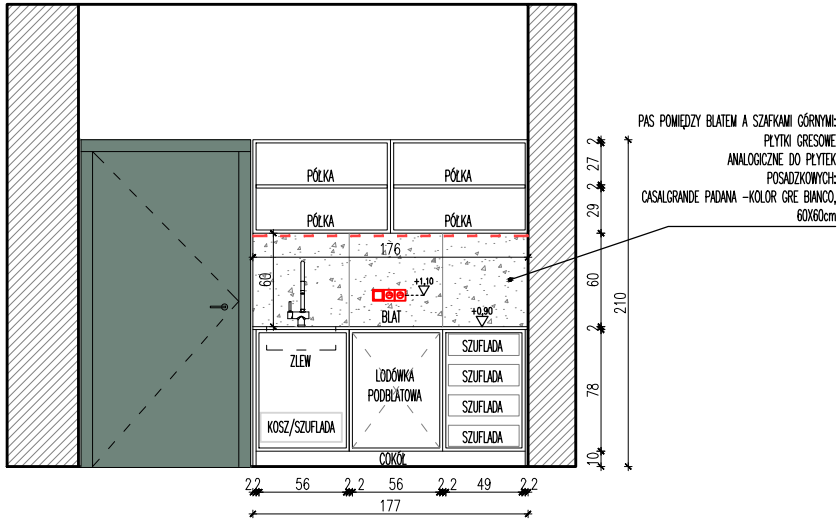 PAS POMIĘDZY BLATEM A SZAFKAMI GÓRNYMI:
PŁYTKI GRESOWE
ANALOGICZNE DO PŁYTEK
POSADZKOWYCH:
CASALGRANDE PADANA -KOLOR GRE BIANCO,
60X60cm
PÓŁKA PÓŁKA
PÓŁKA PÓŁKA
176
60
+1,10
BLAT
+0,90
ZLEW
LODÓWKA
PODBLATOWA
KOSZ/SZUFLADA
SZUFLADA
SZUFLADA
SZUFLADA
SZUFLADA
COKÓŁ
2
27
2
29
60
2
78
10
210
2,2 56 2,2 56 2,2 49 2,2
177